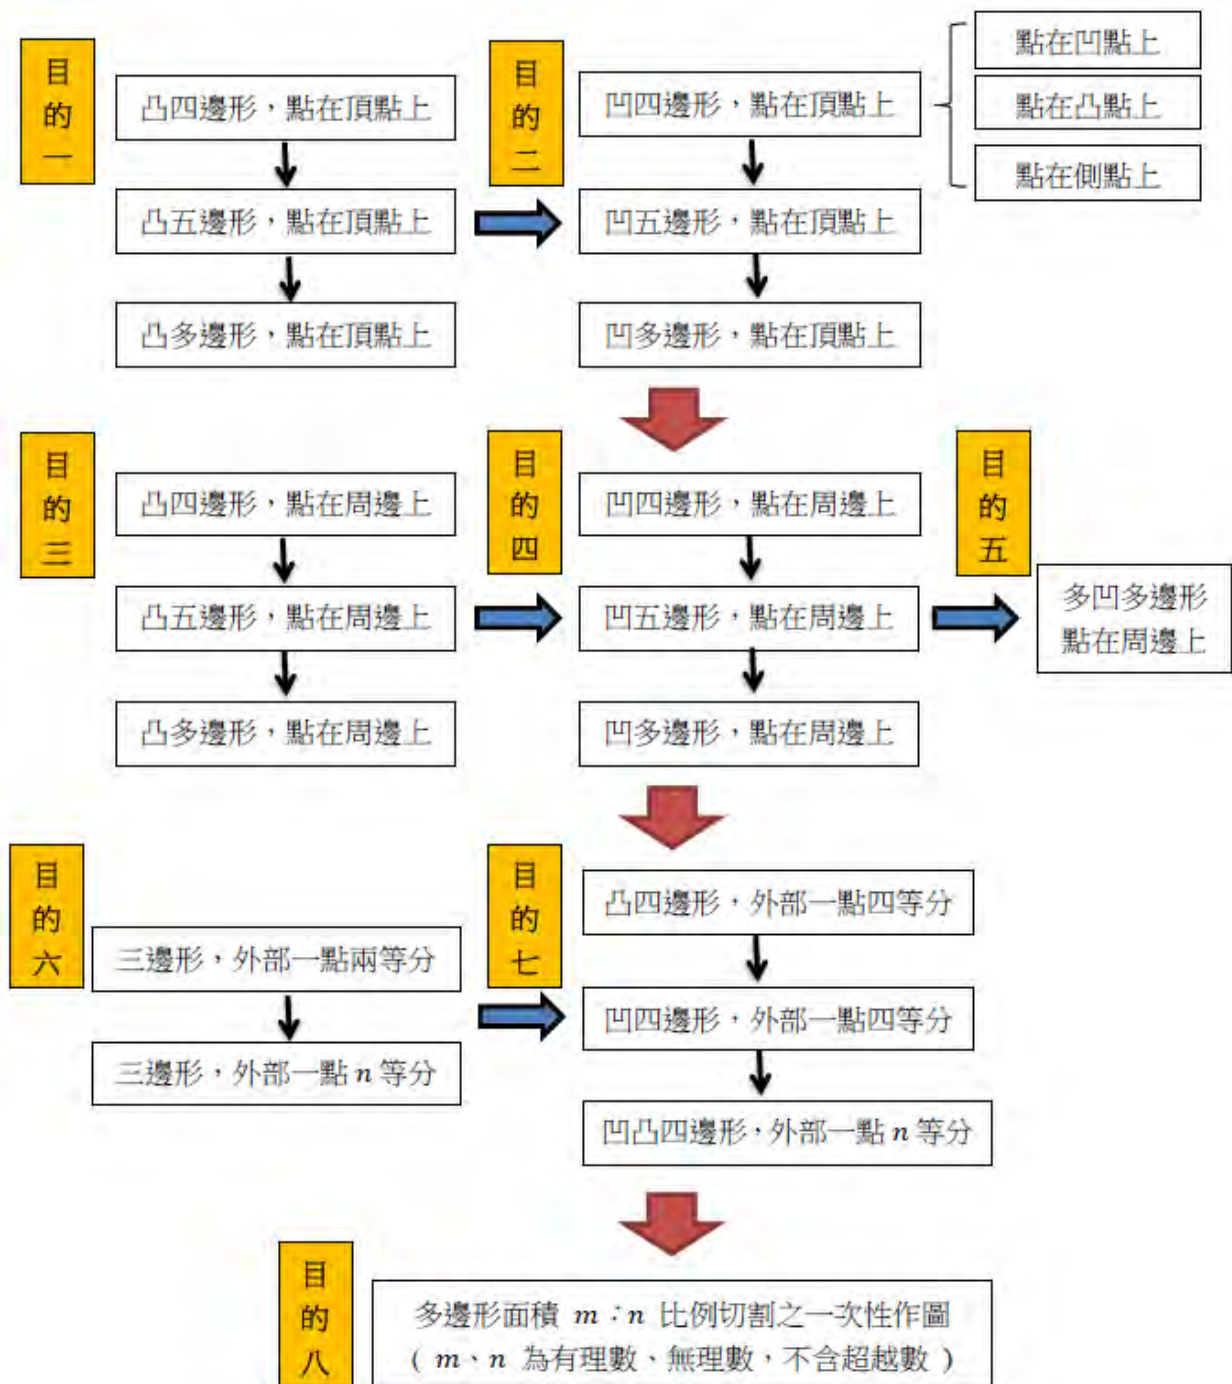 目的一
凸四邊形，點在頂點上
凸五邊形，點在頂點上
凸多邊形，點在頂點上
目的二
凹四邊形，點在頂點上
凹五邊形，點在頂點上
凹多邊形，點在頂點上
點在凹點上
點在凸點上
點在側點上
目的三
凸四邊形，點在周邊上
凸五邊形，點在周邊上
凸多邊形，點在周邊上
目的四
凹四邊形，點在周邊上
凹五邊形，點在周邊上
凹多邊形，點在周邊上
目的五
多凹多邊形
點在周邊上
目的六
三邊形，外部一點兩等分
三邊形，外部一點 n 等分
目的七
凸四邊形，外部一點四等分
凹四邊形，外部一點四等分
凹凸四邊形，外部一點 n 等分
目的八
多邊形面積 m：n 比例切割之一次性作圖
( m、n 為有理數、無理數，不含超越數 )